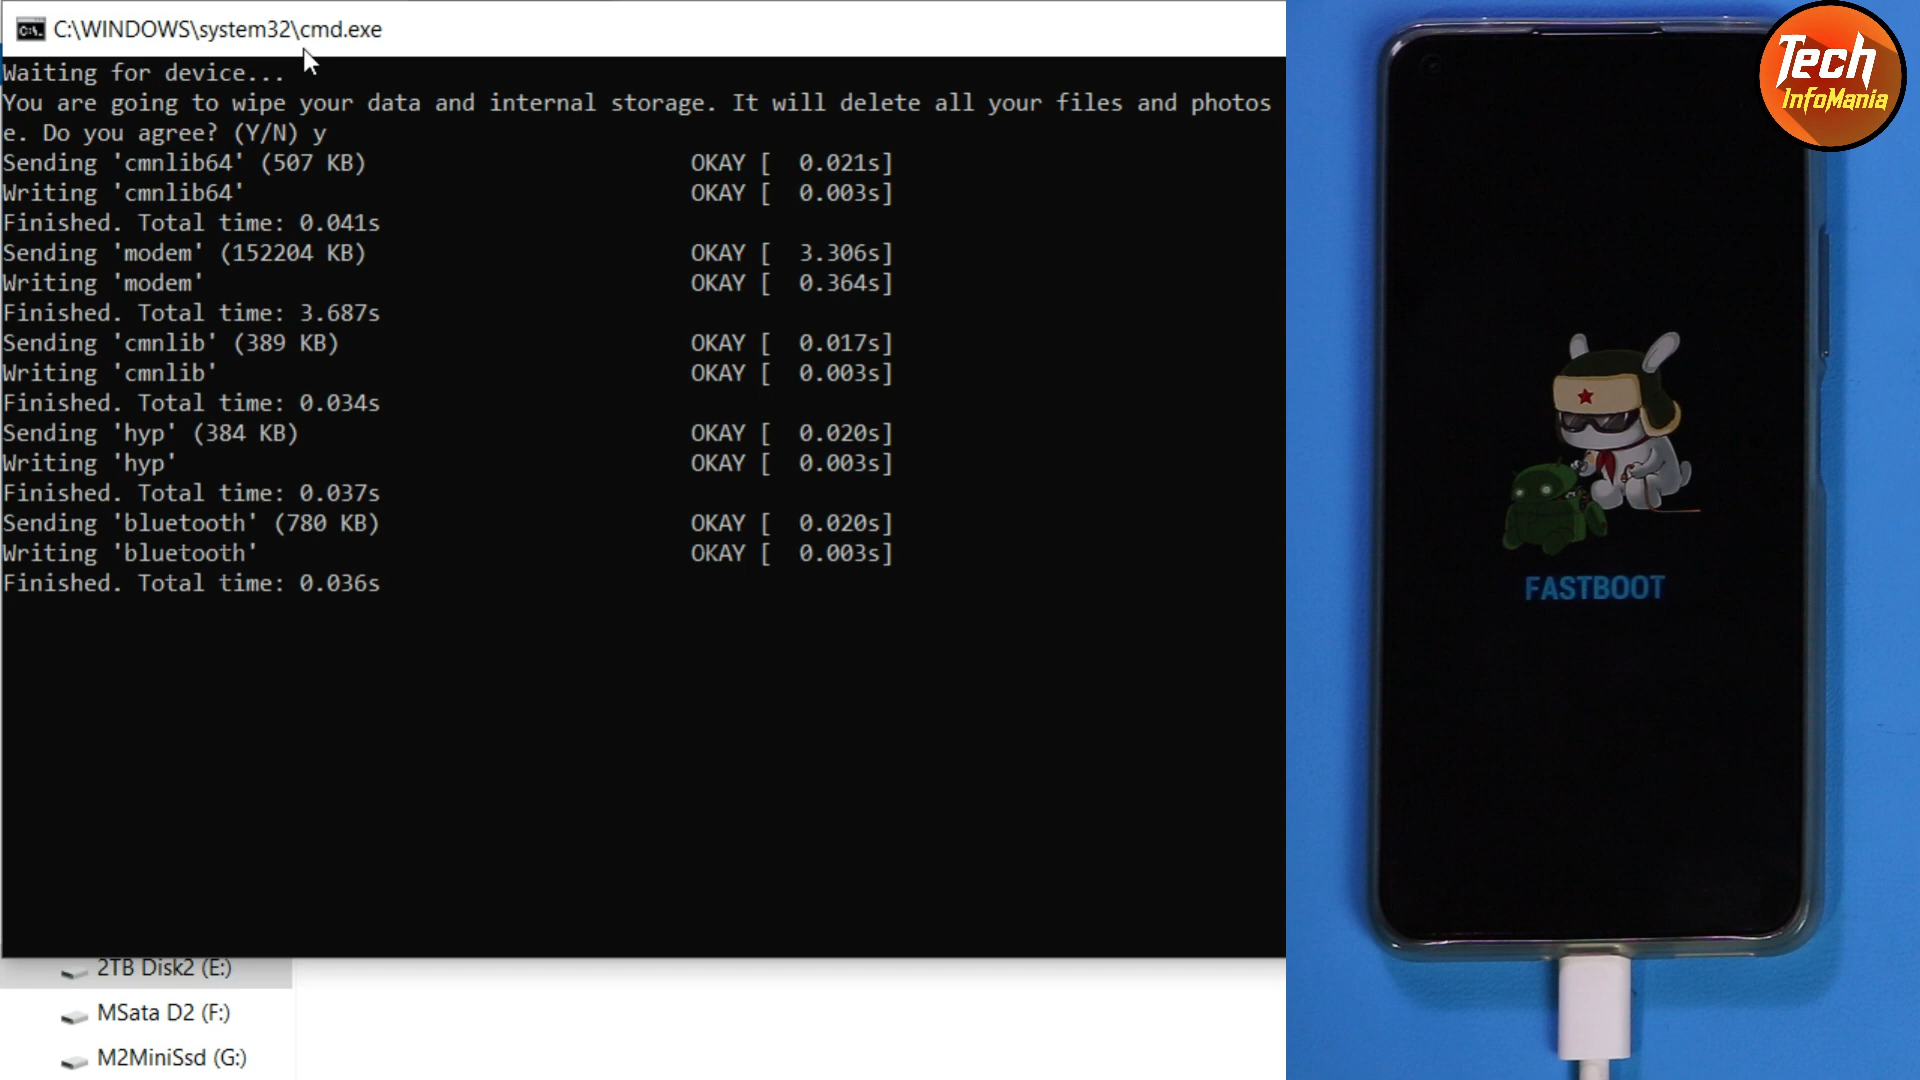 C:\WINDOWS\system32\cmd.exe
Waiting for device...
You are going to wipe your data and internal storage. It will delete all your files and photos
e. Do you agree? (Y/N) y
Sending 'cmnlib64' (507 KB) OKAY [ 0.021s]
Writing 'cmnlib64' OKAY [ 0.003s]
Finished. Total time: 0.041s
Sending 'modem' (152204 KB) OKAY [ 3.306s]
Writing 'modem' OKAY [ 0.364s]
Finished. Total time: 3.687s
Sending 'cmnlib' (389 KB) OKAY [ 0.017s]
Writing 'cmnlib' OKAY [ 0.003s]
Finished. Total time: 0.034s
Sending 'hyp' (384 KB) OKAY [ 0.020s]
Writing 'hyp' OKAY [ 0.003s]
Finished. Total time: 0.037s
Sending 'bluetooth' (780 KB) OKAY [ 0.020s]
Writing 'bluetooth' OKAY [ 0.003s]
Finished. Total time: 0.036s
2TB Disk2 (E:)
MSata D2 (F:)
M2MiniSsd (G:)
Tech
InfoMania
FASTBOOT